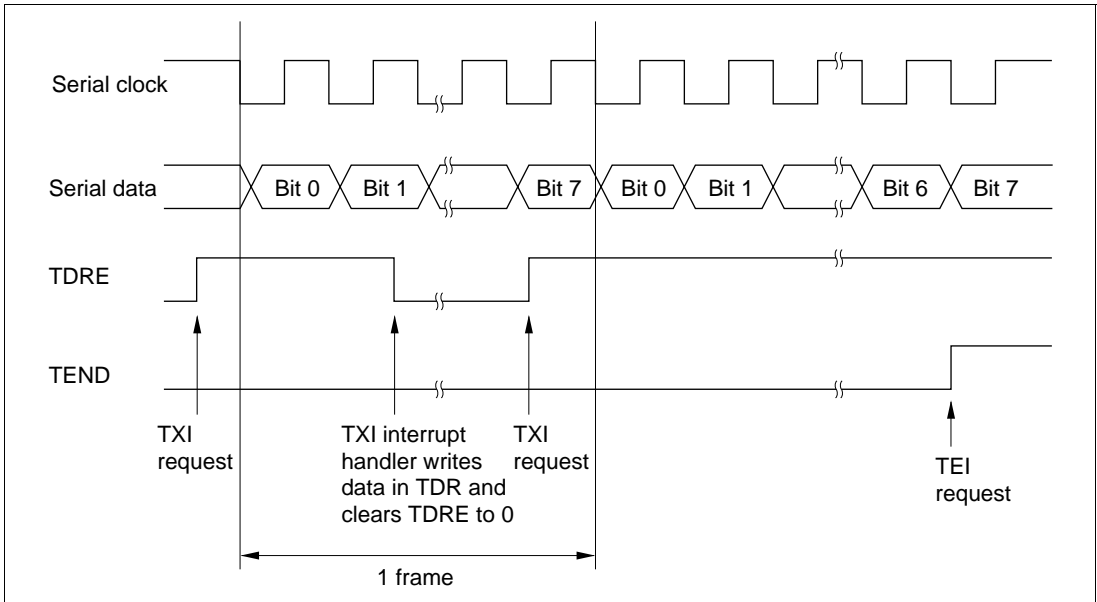 Serial clock
Serial data
Bit 0
Bit 1
Bit 7
Bit 0
Bit 1
Bit 6
Bit 7
TDRE
TEND
TXI
request
TXI interrupt
handler writes
data in TDR and
clears TDRE to 0
TXI
request
TEI
request
1 frame